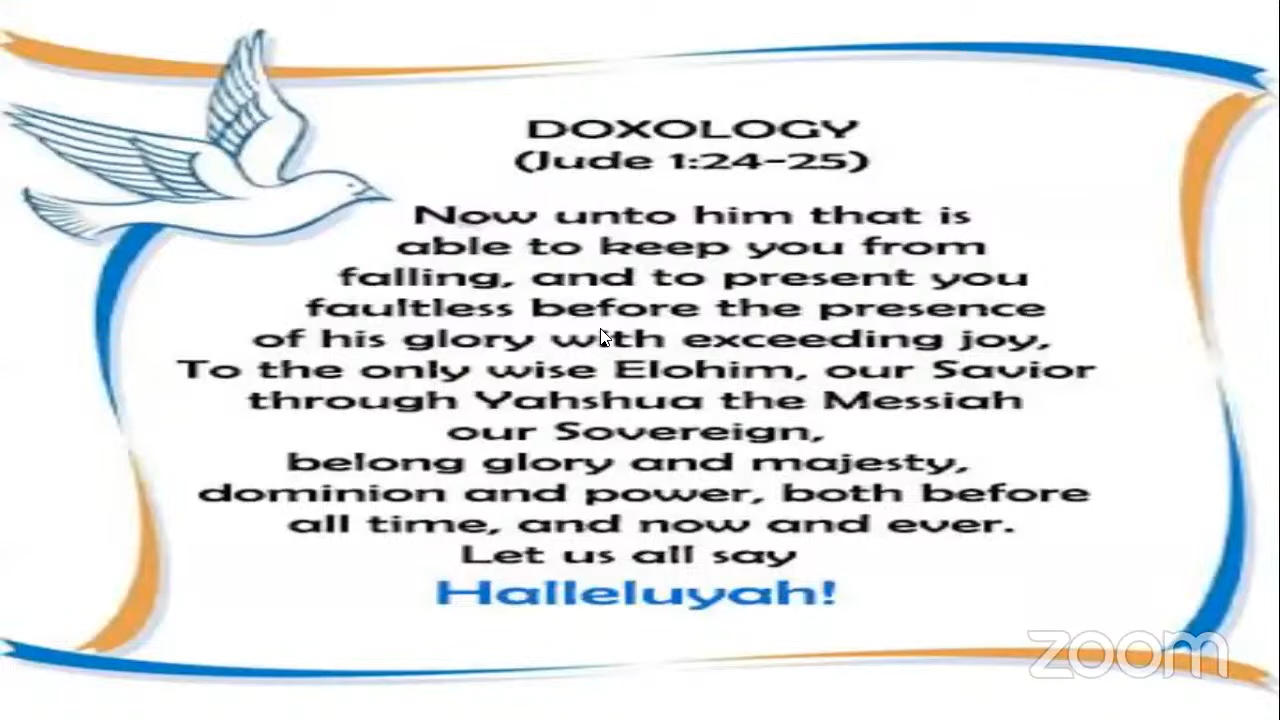 DOXOLOGY
(Jude 1:24-25)
Now unto him that is
able to keep you from
falling, and to present you
faultless before the presence
of his glory with exceeding joy,
To the only wise Elohim, our Savior
through Yahshua the Messiah
our Sovereign,
belong glory and majesty,
dominion and power, both before
all time, and now and ever.
Let us all say
Halleluyah!
zoom